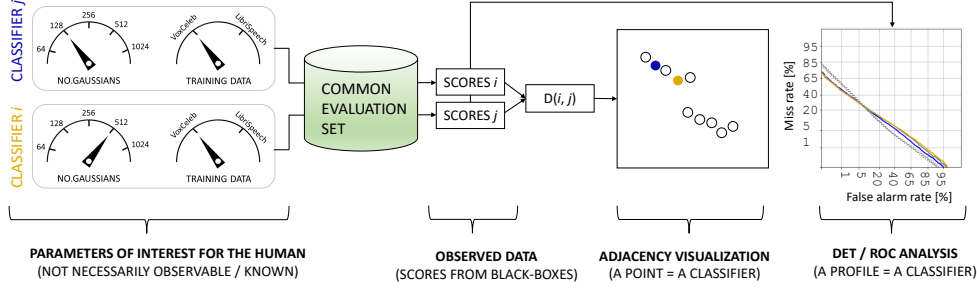 CLASSIFIER j
64
128
256
512
1024
NO.GAUSSIANS
VoxCeleb
LibriSpeech
TRAINING DATA
CLASSIFIER i
64
128
256
512
1024
NO.GAUSSIANS
VoxCeleb
LibriSpeech
TRAINING DATA
COMMON
EVALUATION
SET
SCORES i
SCORES j
D(i, j)
Miss rate [%]
95
85
65
40
20
5
1
1
5
20
40
65
85
95
False alarm rate [%]
PARAMETERS OF INTEREST FOR THE HUMAN
(NOT NECESSARILY OBSERVABLE / KNOWN)
OBSERVED DATA
(SCORES FROM BLACK-BOXES)
ADJACENCY VISUALIZATION
(A POINT = A CLASSIFIER)
DET / ROC ANALYSIS
(A PROFILE = A CLASSIFIER)